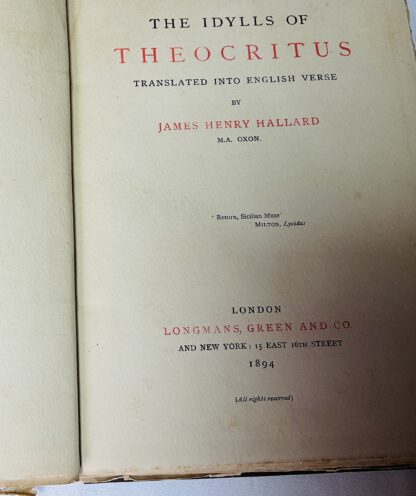 THE IDYLLS OF
THEOCRITUS
TRANSLATED INTO ENGLISH VERSE
BY
JAMES HENRY HALLARD
M.A. OXON.
'Return, Sicilian Muse'
MILTON, Lycidas
LONDON
LONGMANS, GREEN AND CO.
AND NEW YORK: 15 EAST 16TH STREET
1894
[All rights reserved]